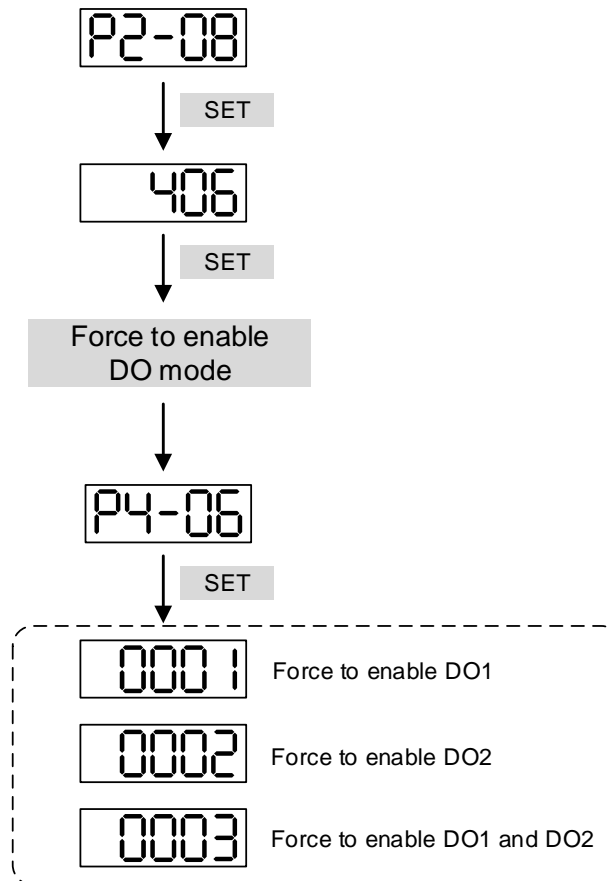 P2-08
SET
406
SET
Force to enable
DO mode
P4-06
SET
0001 Force to enable DO1
0002 Force to enable DO2
0003 Force to enable DO1 and DO2